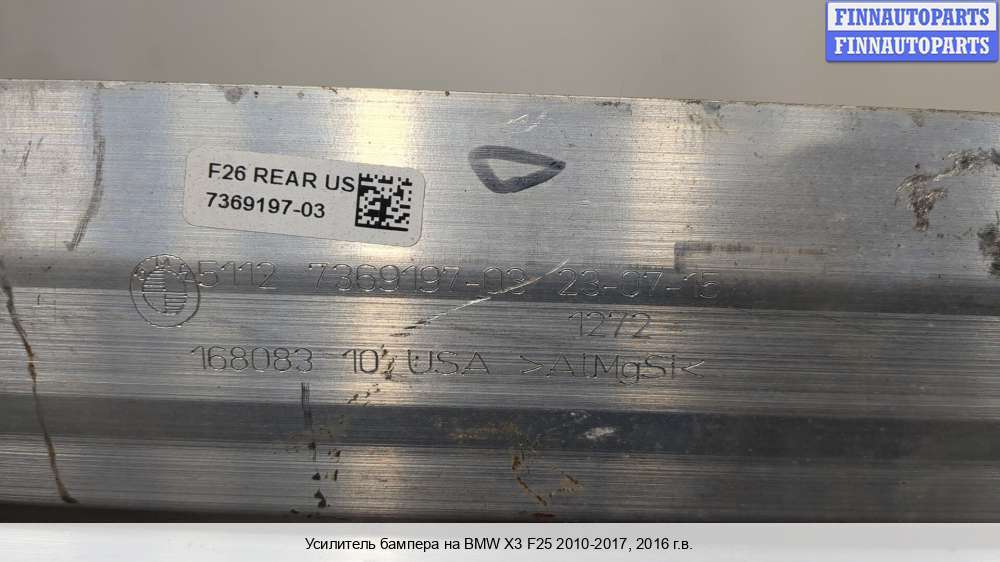 FINNAUTOPARTS
FINNAUTOPARTS
F26 REAR US
7369197-03
5112 7369197-03 23-07-15
1272
168083 10 USA >AlMgSi<
Усилитель бампера на BMW X3 F25 2010-2017, 2016 г.в.